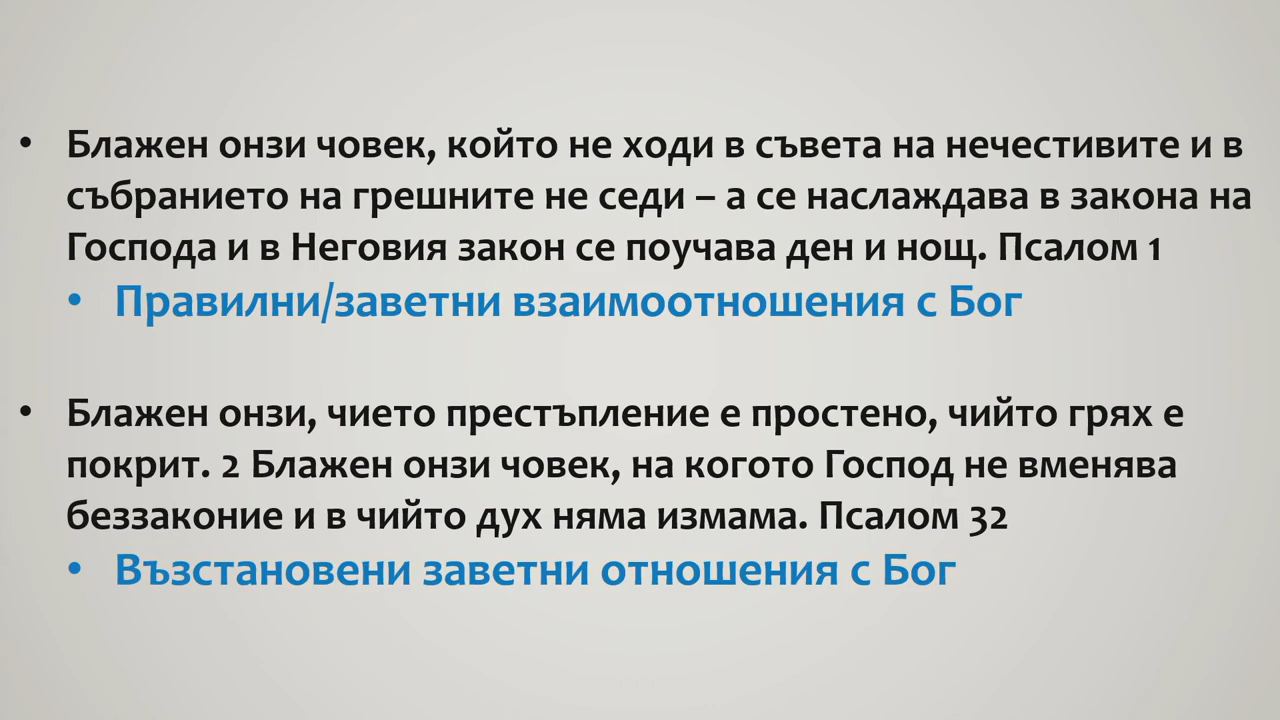 • Блажен онзи човек, който не ходи в съвета на нечестивите и в
събранието на грешните не седи – а се наслаждава в закона на
Господа и в Неговия закон се поучава ден и нощ. Псалом 1
• Правилни/заветни взаимоотношения с Бог
• Блажен онзи, чието престъпление е простено, чийто грях е
покрит. 2 Блажен онзи човек, на когото Господ не вменява
беззаконие и в чийто дух няма измама. Псалом 32
• Възстановени заветни отношения с Бог